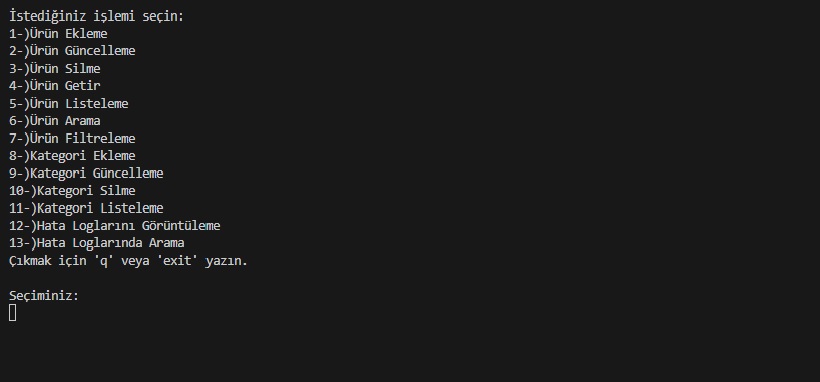 İstediğiniz işlemi seçin:
1-)Ürün Ekleme
2-)Ürün Güncelleme
3-)Ürün Silme
4-)Ürün Getir
5-)Ürün Listeleme
6-)Ürün Arama
7-)Ürün Filtreleme
8-)Kategori Ekleme
9-)Kategori Güncelleme
10-)Kategori Silme
11-)Kategori Listeleme
12-)Hata Loglarını Görüntüleme
13-)Hata Loglarında Arama
Çıkmak için 'q' veya 'exit' yazın.
Seçiminiz: